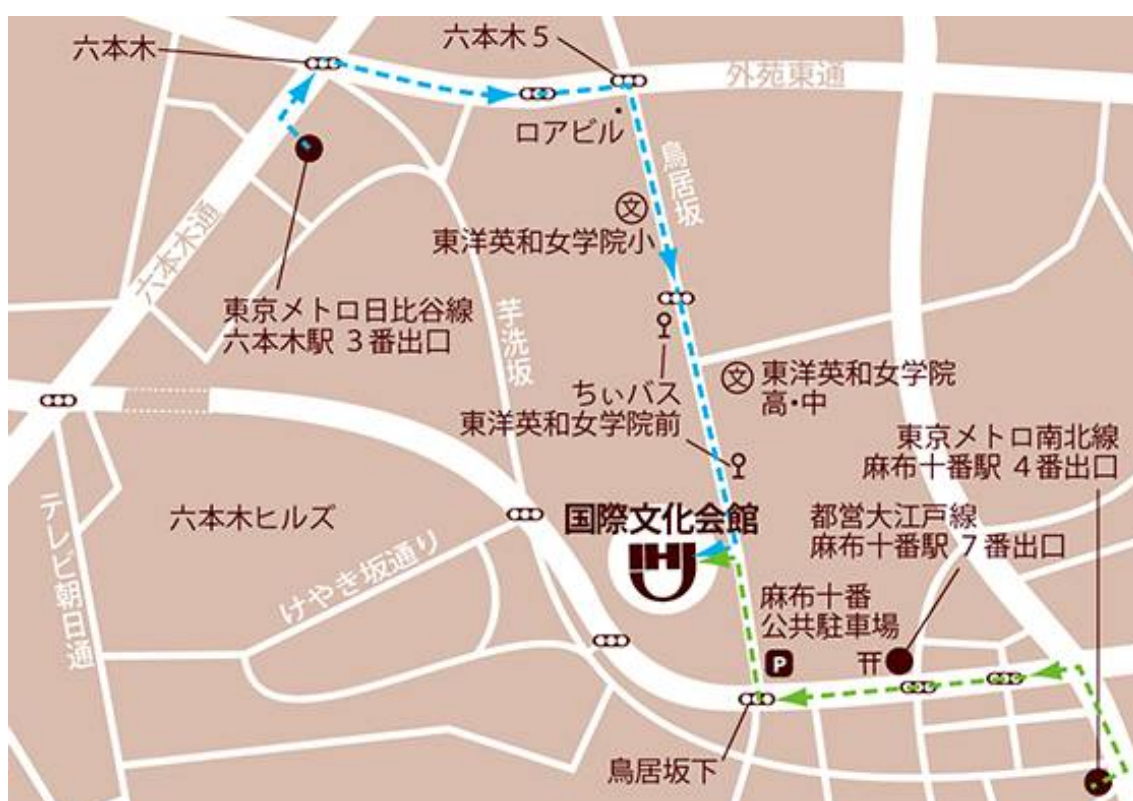 六本木
六本木5
外苑東通
ロアビル
鳥居坂
文
東洋英和女学院小
六本木通
東京メトロ日比谷線
六本木駅 3番出口
芋洗坂
ちぃバス
東洋英和女学院前
文
東洋英和女学院
高・中
東京メトロ南北線
麻布十番駅 4番出口
都営大江戸線
麻布十番駅 7番出口
テレビ朝日通
六本木ヒルズ
けやき坂通り
国際文化会館
IHJ
麻布十番
公共駐車場
P
鳥居坂下